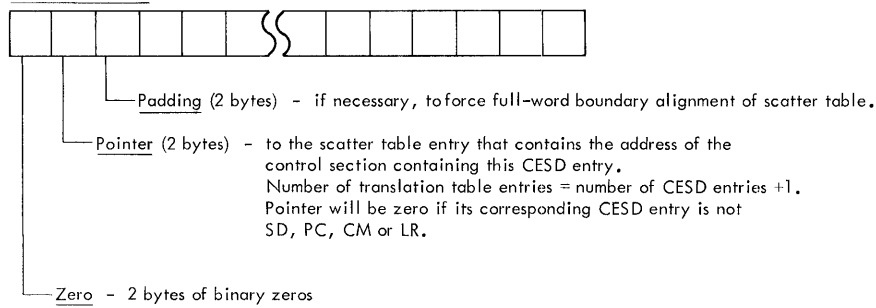 Padding (2 bytes) - if necessary, to force full-word boundary alignment of scatter table.
Pointer (2 bytes) - to the scatter table entry that contains the address of the
control section containing this CESD entry.
Number of translation table entries = number of CESD entries +1.
Pointer will be zero if its corresponding CESD entry is not
SD, PC, CM or LR.
Zero - 2 bytes of binary zeros